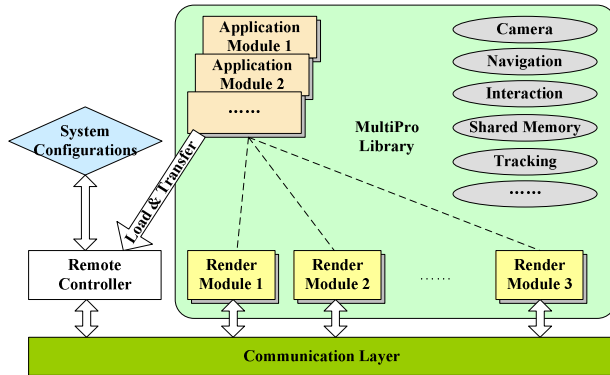 Application
Module 1
Application
Module 2
……
Camera
Navigation
Interaction
Shared Memory
Tracking
……
MultiPro
Library
System
Configurations
Load & Transfer
Remote
Controller
Render
Module 1
Render
Module 2
……
Render
Module 3
Communication Layer